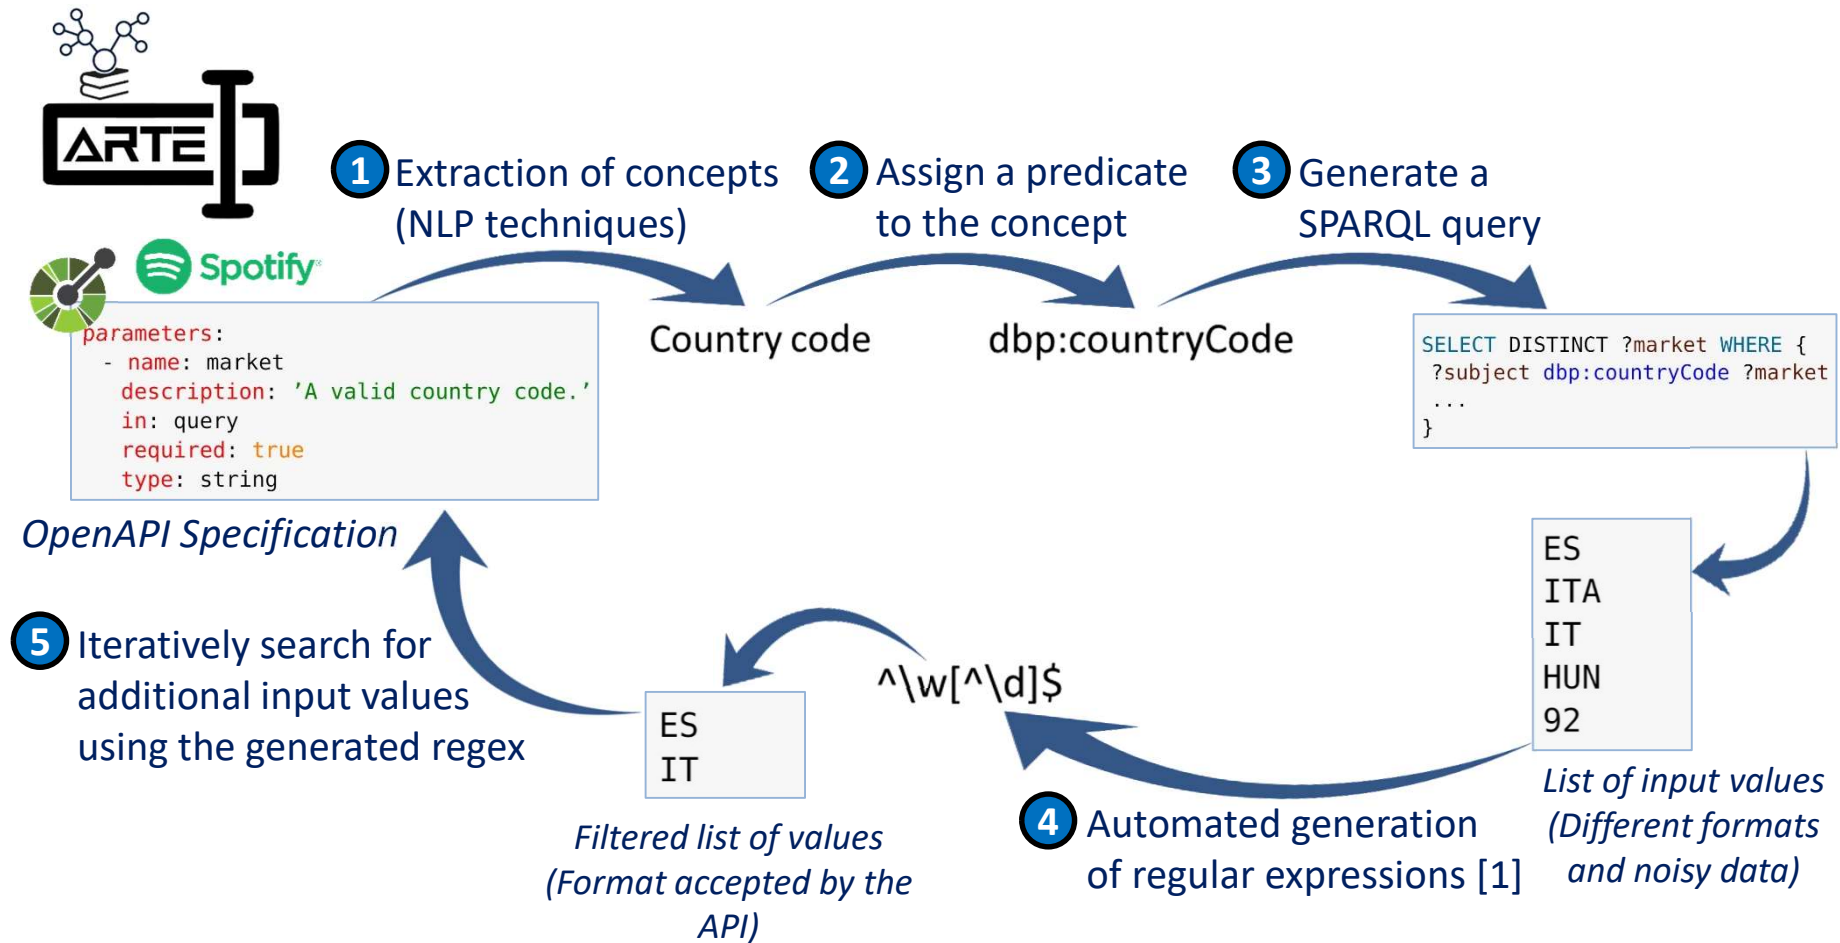 ARTE
1 Extraction of concepts
(NLP techniques)
2 Assign a predicate
to the concept
3 Generate a
SPARQL query
Spotify
parameters:
- name: market
description: ’A valid country code.’
in: query
required: true
type: string
OpenAPI Specification
Country code
dbp:countryCode
SELECT DISTINCT ?market WHERE {
?subject dbp:countryCode ?market
...
}
ES
ITA
IT
HUN
92
List of input values
(Different formats
and noisy data)
4 Automated generation
of regular expressions [1]
^\w[^\d]$
ES
IT
Filtered list of values
(Format accepted by the
API)
5 Iteratively search for
additional input values
using the generated regex